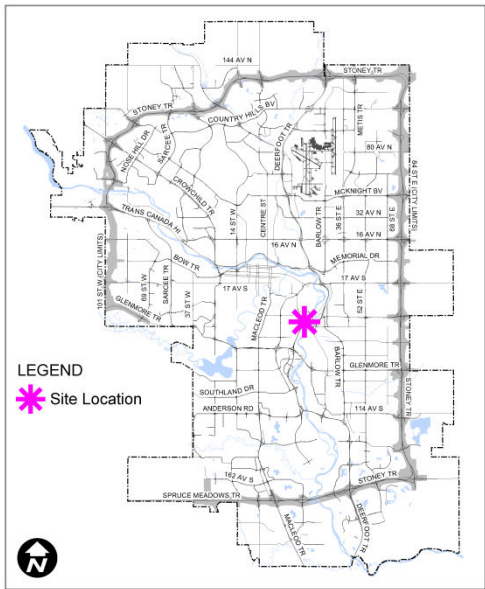 144 AV N
STONEY TR
STONEY TR
COUNTRY HILLS BV
NOSE HILL DR
SARCEE TR
DEERFOOT TR
METIS TR
80 AV N
CROWCHILD TR
MCKNIGHT BV
84 ST E (CITY LIMITS)
TRANS CANADA HI
14 ST W
CENTRE ST
BARLOW TR
36 ST E
32 AV N
68 ST E
16 AV N
16 AV N
BOW TR
MEMORIAL DR
101 ST W (CITY LIMITS)
69 ST W
SARCEE TR
37 ST W
17 AV S
17 AV S
MACLEOD TR
52 ST E
GLENMORE TR
BARLOW TR
GLENMORE TR
LEGEND
Site Location
SOUTHLAND DR
STONEY TR
ANDERSON RD
114 AV S
162 AV S
STONEY TR
SPRUCE MEADOWS TR
MACLEOD TR
DEERFOOT TR
N